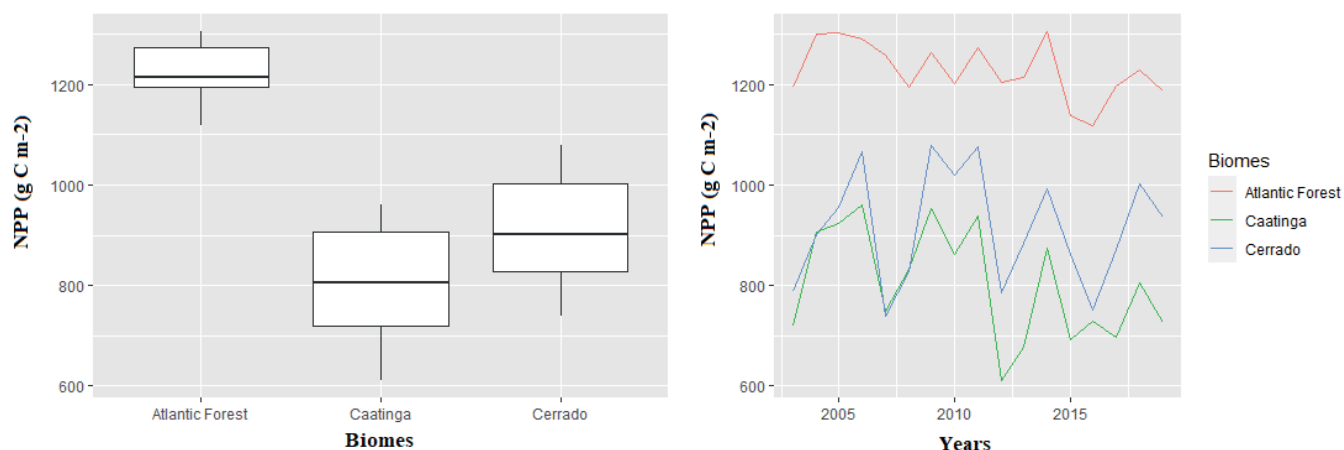 NPP (g C m-2)
1200
1000
800
600
Atlantic Forest
Caatinga
Cerrado
Biomes
NPP (g C m-2)
1200
1000
800
600
2005
2010
2015
Years
Biomes
Atlantic Forest
Caatinga
Cerrado